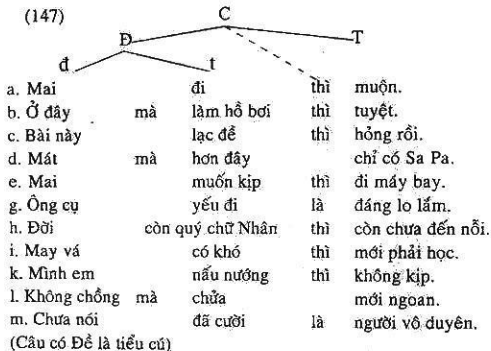 (147) C
Đ T
đ t
a. Mai đi thì muộn.
b. Ở đây mà làm hồ bơi thì tuyệt.
c. Bài này lạc đề thì hỏng rồi.
d. Mát mà hơn đây chỉ có Sa Pa.
e. Mai muốn kịp thì đi máy bay.
g. Ông cụ yếu đi là đáng lo lắm.
h. Đời còn quý chữ Nhân thì còn chưa đến nỗi.
i. May vá có khó thì mới phải học.
k. Mình em nấu nướng thì không kịp.
l. Không chồng mà chửa mới ngoan.
m. Chưa nói đã cười là người vô duyên.
(Câu có Đề là tiểu cú)